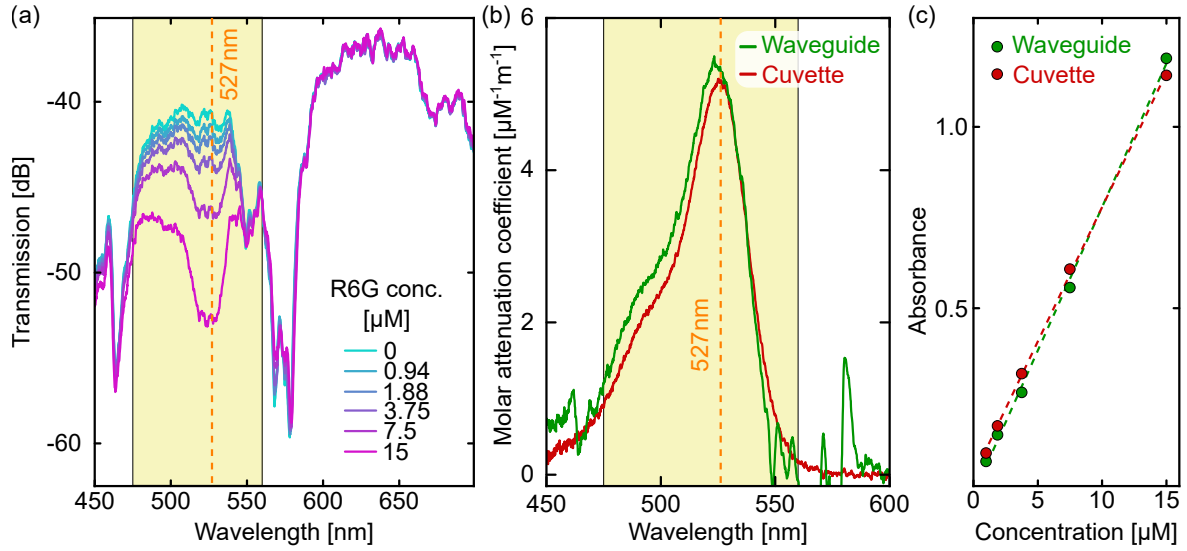 (a)
Transmission [dB]
-40
-50
-60
527nm
R6G conc.
[µM]
0
0.94
1.88
3.75
7.5
15
450
500
550
600
650
Wavelength [nm]
(b)
Molar attenuation coefficient [µM⁻¹m⁻¹]
6
4
2
0
Waveguide
Cuvette
527nm
450
500
550
600
Wavelength [nm]
(c)
Absorbance
1.0
0.5
Waveguide
Cuvette
0
5
10
15
Concentration [µM]